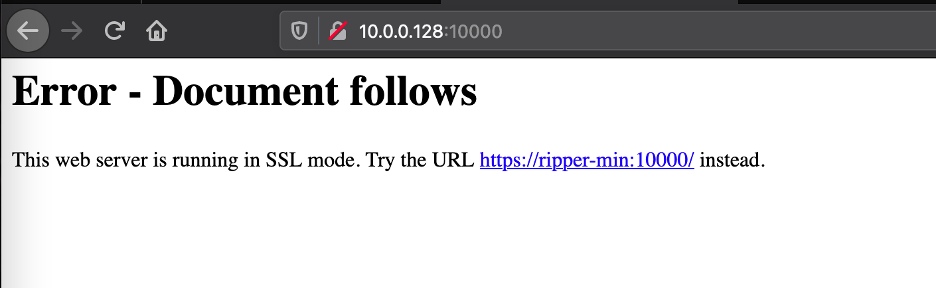 10.0.0.128:10000
Error - Document follows
This web server is running in SSL mode. Try the URL https://ripper-min:10000/ instead.